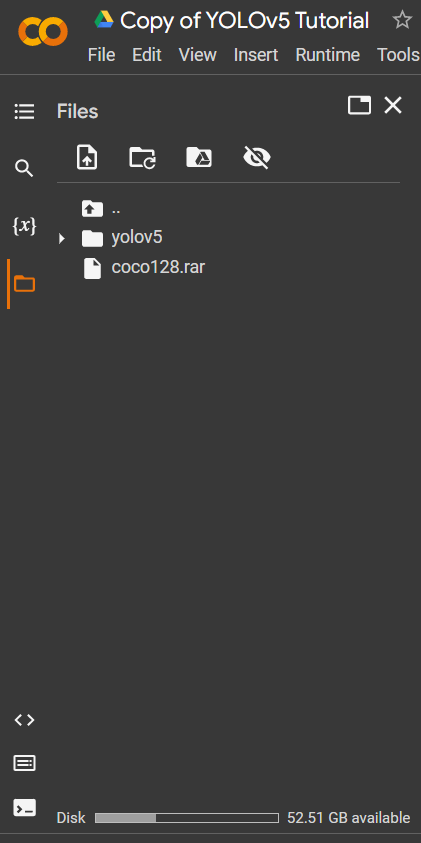 Copy of YOLOv5 Tutorial
File Edit View Insert Runtime Tools
Files
{x}
..
yolov5
coco128.rar
Disk 52.51 GB available